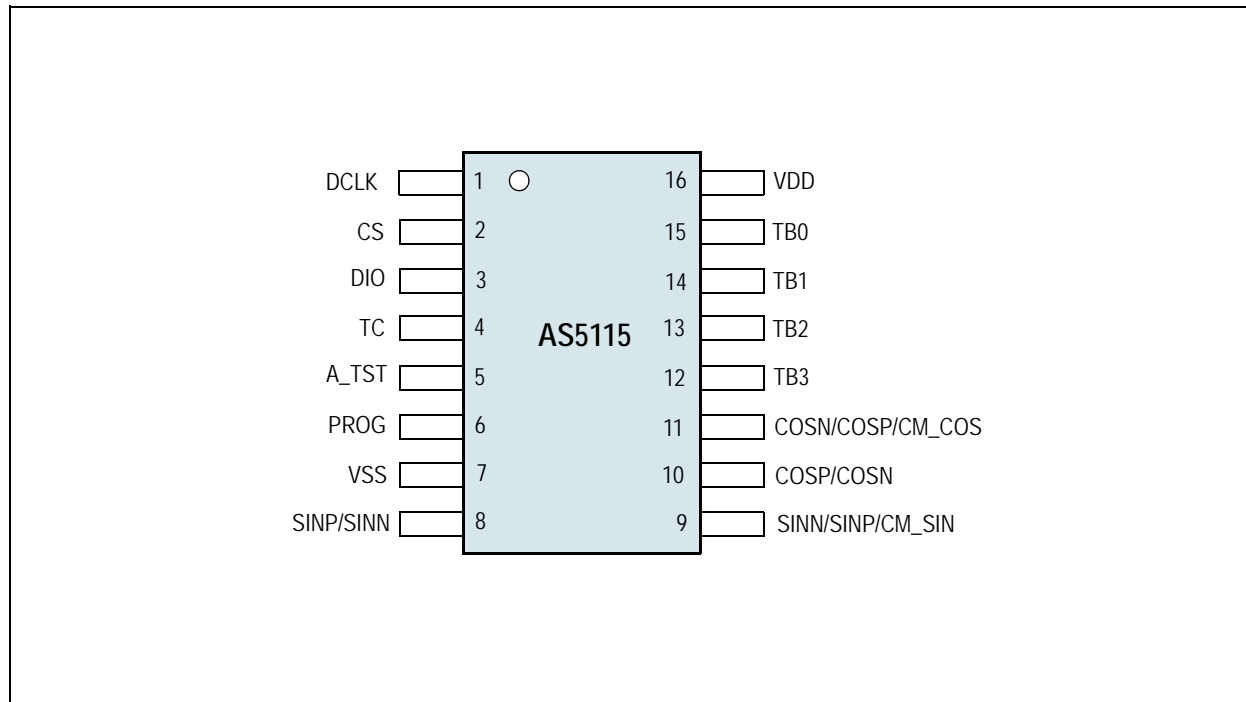 DCLK 1 16 VDD
CS 2 15 TB0
DIO 3 14 TB1
TC 4 AS5115 13 TB2
A_TST 5 12 TB3
PROG 6 11 COSN/COSP/CM_COS
VSS 7 10 COSP/COSN
SINP/SINN 8 9 SINN/SINP/CM_SIN